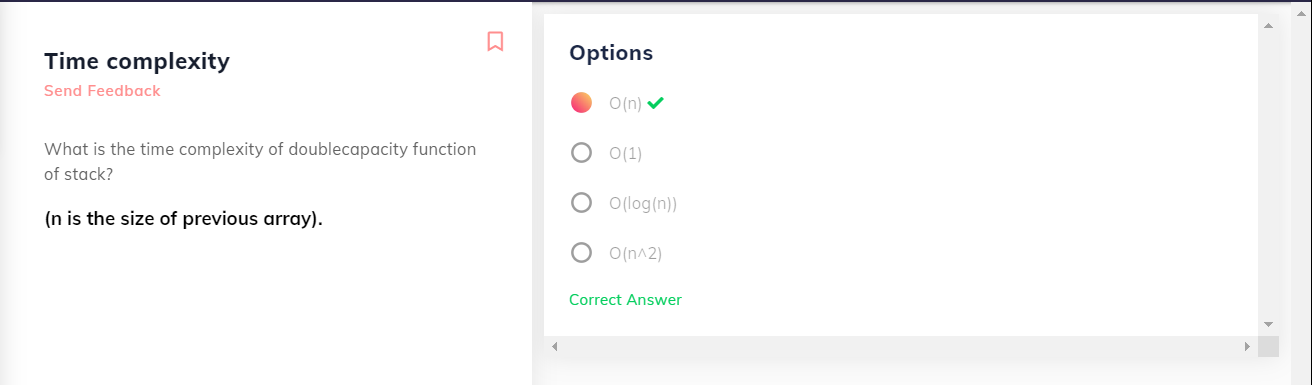 Time complexity
Send Feedback
What is the time complexity of doublecapacity function
of stack?
(n is the size of previous array).
Options
O(n)
O(1)
O(log(n))
O(n^2)
Correct Answer